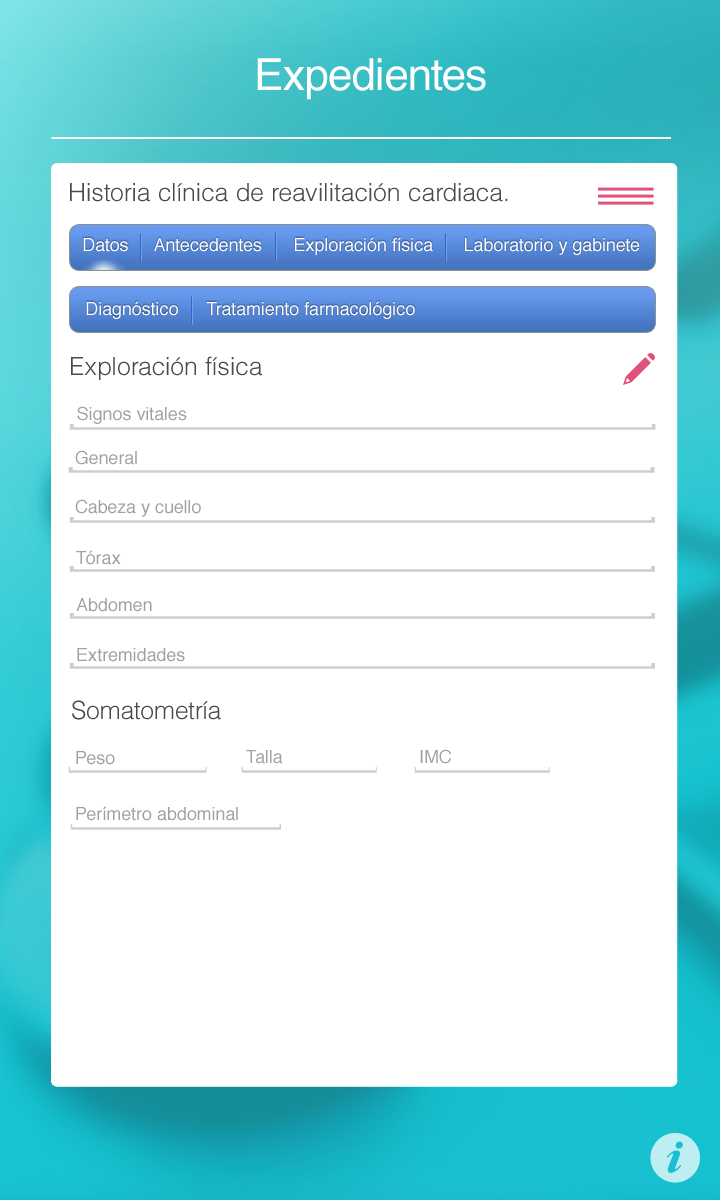 Expedientes
Historia clínica de reavilitación cardiaca.
Datos Antecedentes Exploración física Laboratorio y gabinete
Diagnóstico Tratamiento farmacológico
Exploración física
Signos vitales
General
Cabeza y cuello
Tórax
Abdomen
Extremidades
Somatometría
Peso Talla IMC
Perímetro abdominal
i